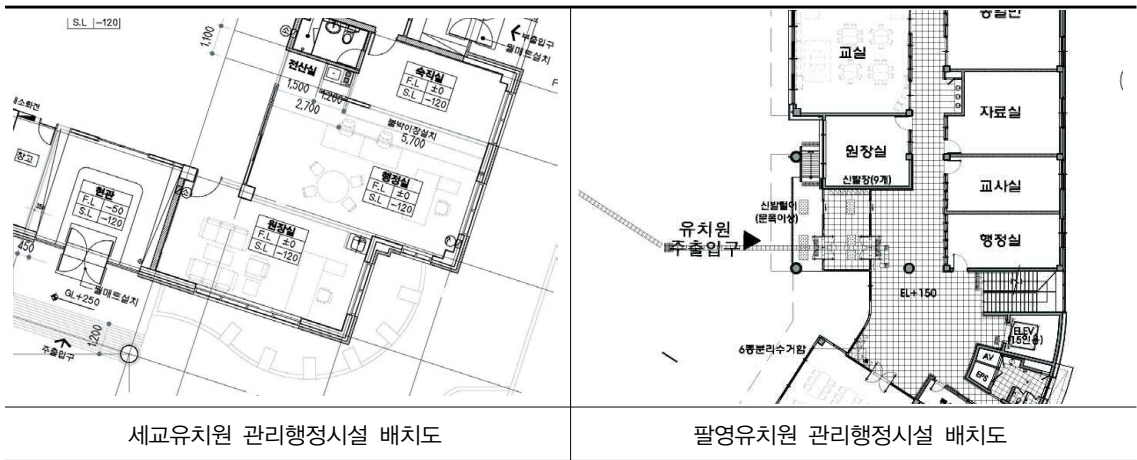 S.L -120
1,100
주출입구
월매트설치
전산실
1,500
1,200
2,700
숙직실
F.L ±0
S.L -120
붙박이장설치
5,700
창고
현관
F.L -50
S.L -120
행정실
F.L ±0
S.L -120
원장실
F.L ±0
S.L -120
450
월매트설치
GL+250
1,200
주출입구
교실
자료실
원장실
신발장(9개)
교사실
신발털이
(문폭이상)
유치원
주출입구
행정실
EL+150
ELEV
(15인승)
6종분리수거함
AV
EPS
세교유치원 관리행정시설 배치도
팔영유치원 관리행정시설 배치도